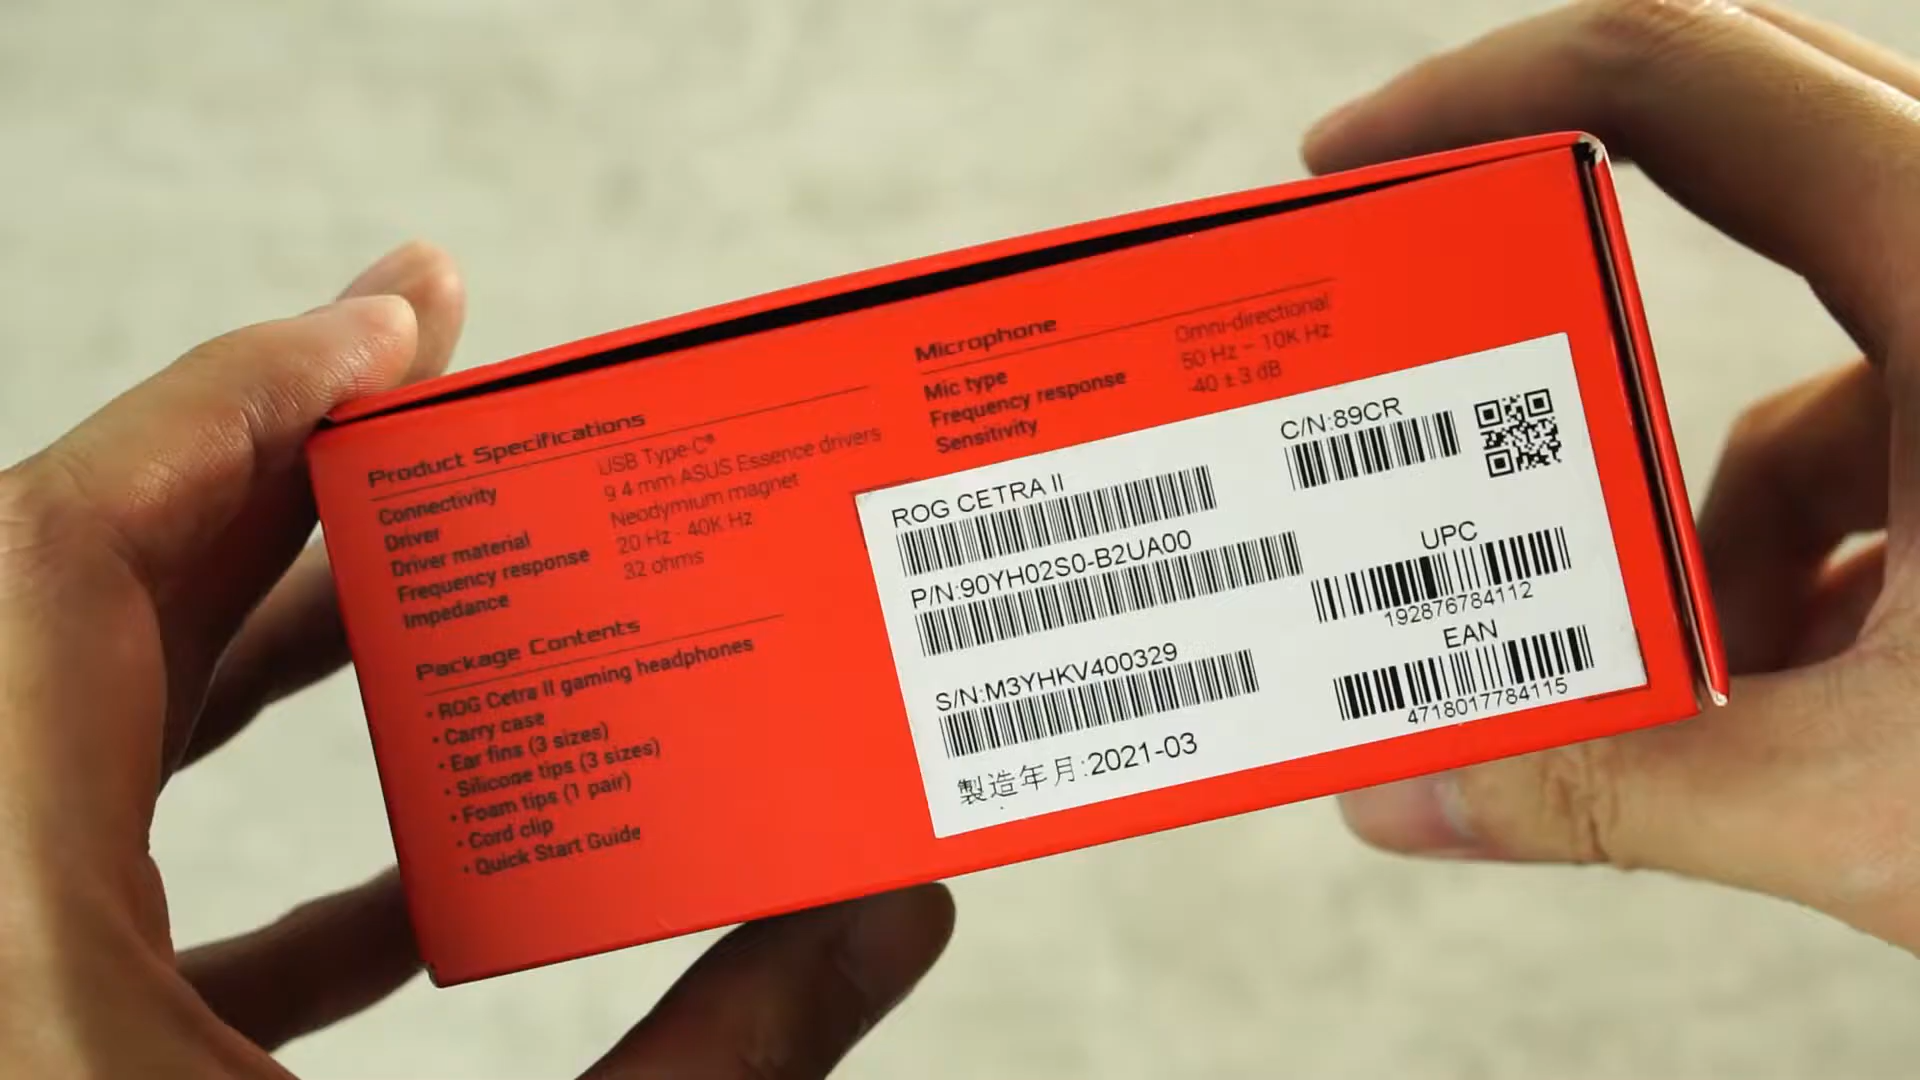 Product Specifications
Connectivity USB Type-C®
Driver 9.4 mm ASUS Essence drivers
Driver material Neodymium magnet
Frequency response 20 Hz - 40K Hz
Impedance 32 ohms
Package Contents
• ROG Cetra II gaming headphones
• Carry case
• Ear fins (3 sizes)
• Silicone tips (3 sizes)
• Foam tips (1 pair)
• Cord clip
• Quick Start Guide
Microphone
Mic type Omni-directional
Frequency response 50 Hz - 10K Hz
Sensitivity -40 ± 3 dB
ROG CETRA II
P/N:90YH02S0-B2UA00
S/N:M3YHKV400329
製造年月:2021-03
C/N:89CR
UPC
192876784112
EAN
4718017784115